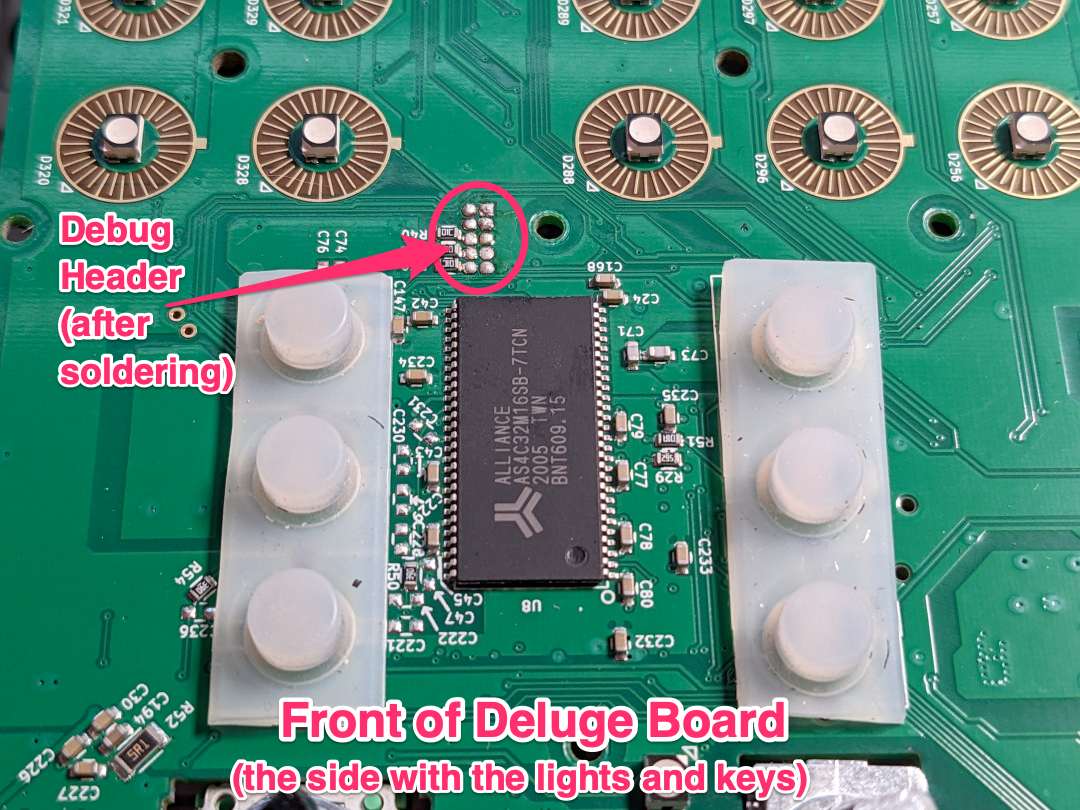 D321
D329
D289
D297
D257
D320
D328
D288
D296
D256
Debug
Header
(after
soldering)
R40
C76
C74
C168
C147
C42
C24
C71
C73
C234
C235
C231
C230
C43
C79
R51
C77
R29
ALLIANCE
AS4C32M16SB-7TCN
2005 TWN
BNT609.15
C78
C233
R54
R50
C236
C45
C47
C222
C221
U8
C80
C232
C30
C194
R52
5R1
C226
C227
Front of Deluge Board
(the side with the lights and keys)